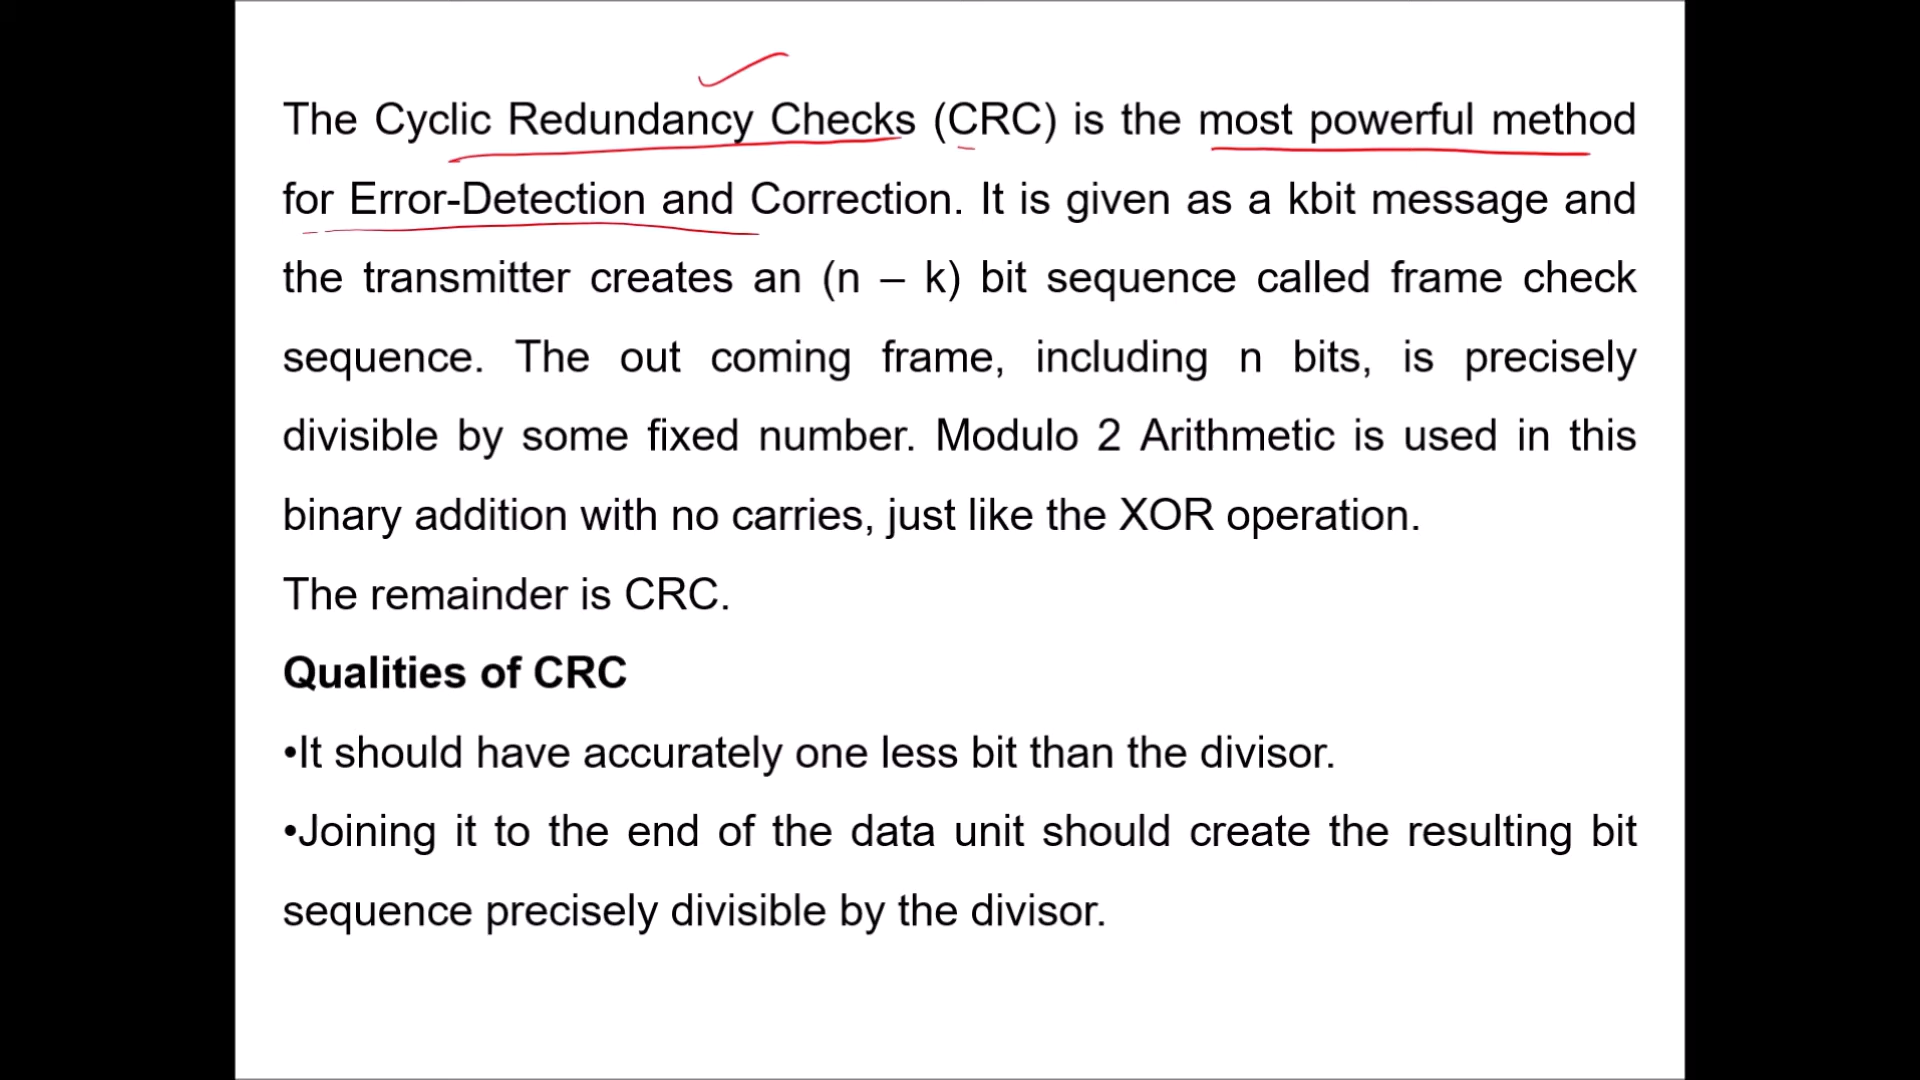 The Cyclic Redundancy Checks (CRC) is the most powerful method
for Error-Detection and Correction. It is given as a kbit message and
the transmitter creates an (n – k) bit sequence called frame check
sequence. The out coming frame, including n bits, is precisely
divisible by some fixed number. Modulo 2 Arithmetic is used in this
binary addition with no carries, just like the XOR operation.
The remainder is CRC.
Qualities of CRC
•It should have accurately one less bit than the divisor.
•Joining it to the end of the data unit should create the resulting bit
sequence precisely divisible by the divisor.